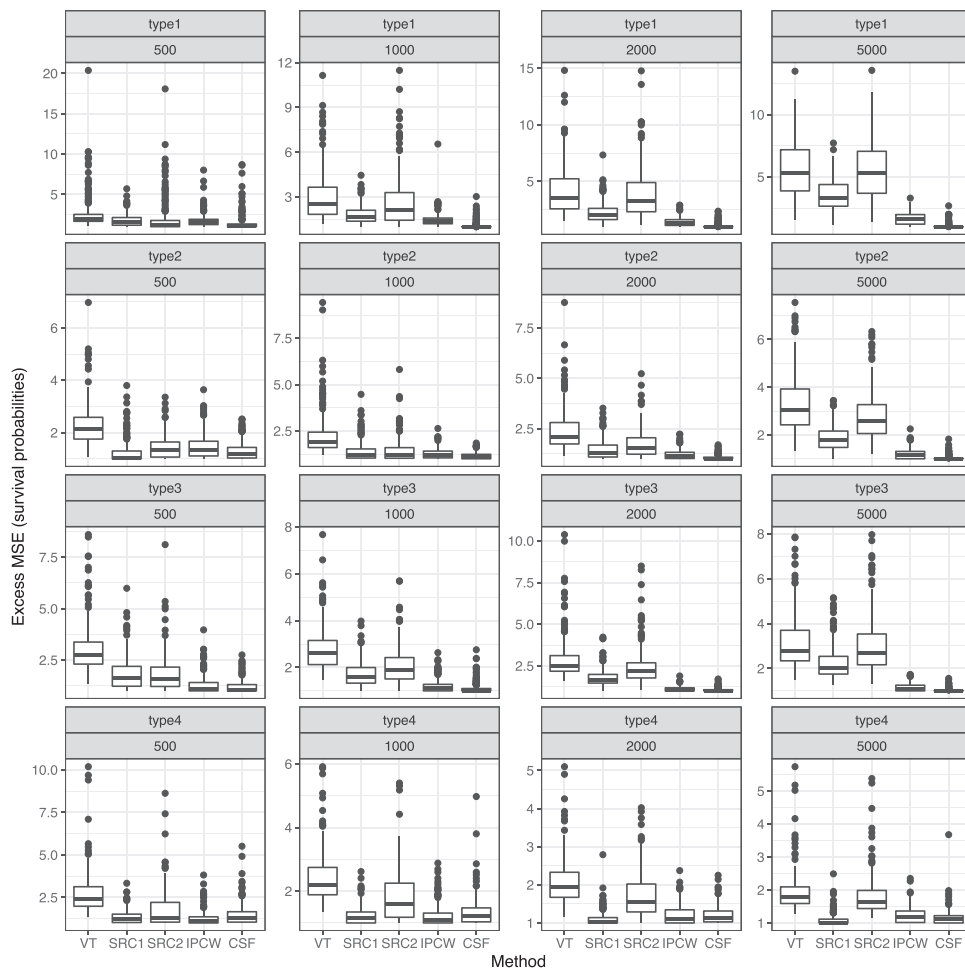 type1 type1 type1 type1
500 1000 2000 5000
20 15 10 5
12 9 6 3
15 10 5
10 5
type2 type2 type2 type2
500 1000 2000 5000
6 4 2
7.5 5.0 2.5
7.5 5.0 2.5
6 4 2
type3 type3 type3 type3
500 1000 2000 5000
7.5 5.0 2.5
8 6 4 2
10.0 7.5 5.0 2.5
8 6 4 2
type4 type4 type4 type4
500 1000 2000 5000
10.0 7.5 5.0 2.5
6 4 2
5 4 3 2 1
5 4 3 2 1
VT SRC1 SRC2 IPCW CSF VT SRC1 SRC2 IPCW CSF VT SRC1 SRC2 IPCW CSF VT SRC1 SRC2 IPCW CSF
Method
Excess MSE (survival probabilities)